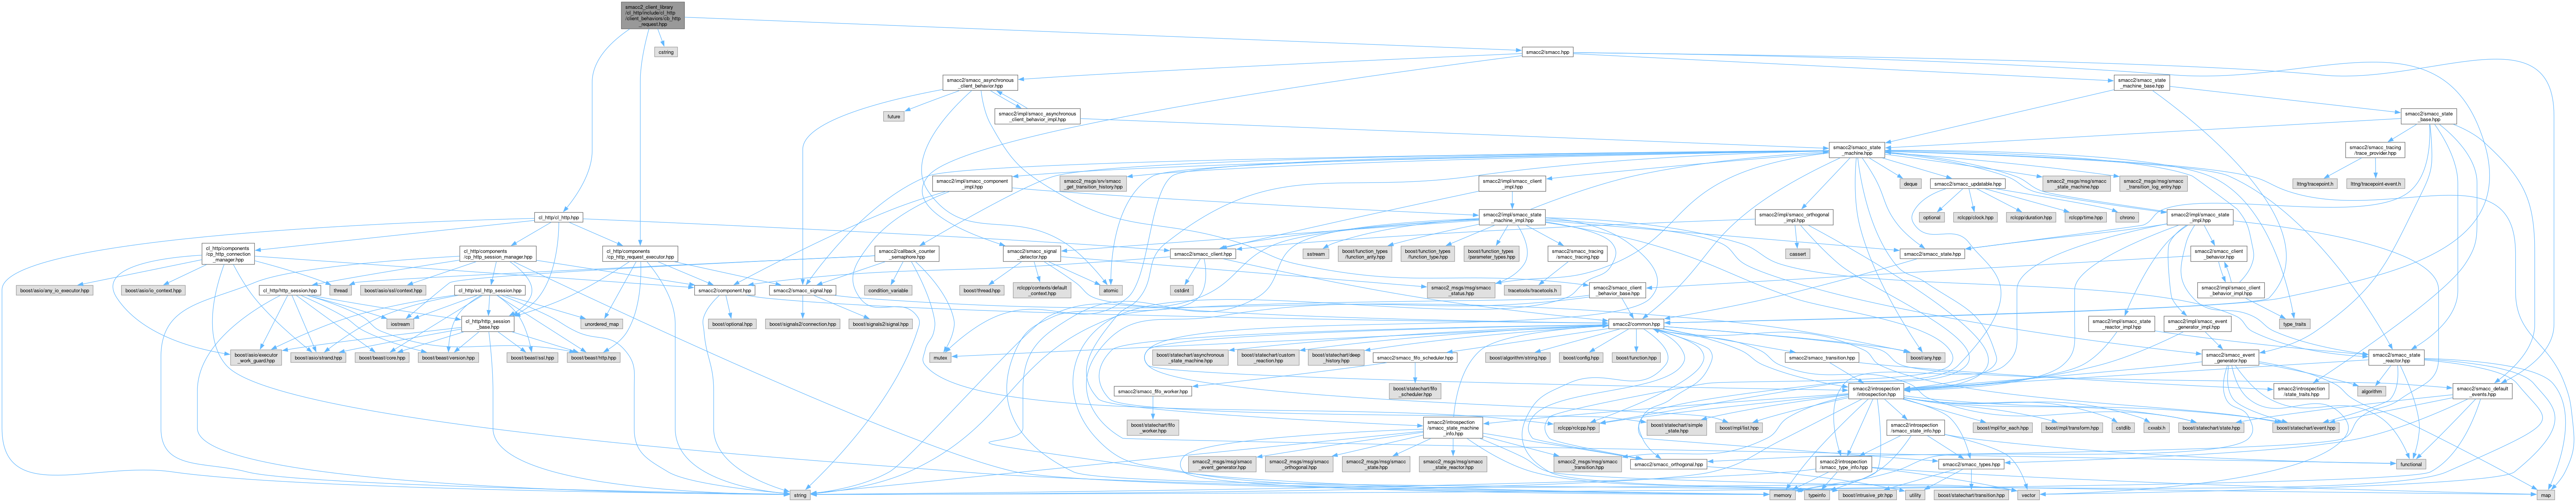 smacc2_client_library
/cl_http/include/cl_http
/client_behaviors/cb_http
_request.hpp
cstring
smacc2/smacc.hpp
smacc2/smacc_asynchronous
_client_behavior.hpp
smacc2/smacc_state
_machine_base.hpp
future
smacc2/impl/smacc_asynchronous
_client_behavior_impl.hpp
smacc2/smacc_state
_base.hpp
smacc2/smacc_state
_machine.hpp
smacc2/smacc_tracing
/trace_provider.hpp
smacc2/impl/smacc_component
_impl.hpp
smacc2_msgs/srv/smacc
_get_transition_history.hpp
smacc2/impl/smacc_client
_impl.hpp
deque
smacc2/smacc_updatable.hpp
smacc2_msgs/msg/smacc
_state_machine.hpp
smacc2_msgs/msg/smacc
_transition_log_entry.hpp
lttng/tracepoint.h
lttng/tracepoint-event.h
cl_http/cl_http.hpp
smacc2/impl/smacc_state
_machine_impl.hpp
smacc2/impl/smacc_orthogonal
_impl.hpp
optional
rclcpp/clock.hpp
rclcpp/duration.hpp
rclcpp/time.hpp
chrono
smacc2/impl/smacc_state
_impl.hpp
cl_http/components
/cp_http_connection
_manager.hpp
cl_http/components
/cp_http_session_manager.hpp
cl_http/components
/cp_http_request_executor.hpp
smacc2/callback_counter
_semaphore.hpp
smacc2/smacc_signal
_detector.hpp
smacc2/smacc_client.hpp
sstream
boost/function_types
/function_arity.hpp
boost/function_types
/function_type.hpp
boost/function_types
/parameter_types.hpp
smacc2/smacc_tracing
/smacc_tracing.hpp
cassert
smacc2/smacc_state.hpp
smacc2/smacc_client
_behavior.hpp
boost/asio/any_io_executor.hpp
boost/asio/io_context.hpp
thread
boost/asio/ssl/context.hpp
cl_http/http_session.hpp
cl_http/ssl_http_session.hpp
smacc2/component.hpp
smacc2/smacc_signal.hpp
condition_variable
boost/thread.hpp
rclcpp/contexts/default
_context.hpp
atomic
cstdint
smacc2_msgs/msg/smacc
_status.hpp
tracetools/tracetools.h
smacc2/smacc_client
_behavior_base.hpp
smacc2/impl/smacc_client
_behavior_impl.hpp
iostream
cl_http/http_session
_base.hpp
unordered_map
boost/optional.hpp
boost/signals2/connection.hpp
boost/signals2/signal.hpp
smacc2/common.hpp
smacc2/impl/smacc_state
_reactor_impl.hpp
smacc2/impl/smacc_event
_generator_impl.hpp
type_traits
boost/asio/executor
_work_guard.hpp
boost/asio/strand.hpp
boost/beast/core.hpp
boost/beast/version.hpp
boost/beast/ssl.hpp
boost/beast/http.hpp
mutex
boost/statechart/asynchronous
_state_machine.hpp
boost/statechart/custom
_reaction.hpp
boost/statechart/deep
_history.hpp
smacc2/smacc_fifo_scheduler.hpp
boost/algorithm/string.hpp
boost/config.hpp
boost/function.hpp
smacc2/smacc_transition.hpp
boost/any.hpp
smacc2/smacc_event
_generator.hpp
smacc2/smacc_state
_reactor.hpp
smacc2/smacc_fifo_worker.hpp
boost/statechart/fifo
_scheduler.hpp
smacc2/introspection
/introspection.hpp
smacc2/introspection
/state_traits.hpp
algorithm
smacc2/smacc_default
_events.hpp
boost/statechart/fifo
_worker.hpp
smacc2/introspection
/smacc_state_machine
_info.hpp
rclcpp/rclcpp.hpp
boost/statechart/simple
_state.hpp
boost/mpl/list.hpp
smacc2/introspection
/smacc_state_info.hpp
boost/mpl/for_each.hpp
boost/mpl/transform.hpp
cstdlib
cxxabi.h
boost/statechart/state.hpp
boost/statechart/event.hpp
smacc2_msgs/msg/smacc
_event_generator.hpp
smacc2_msgs/msg/smacc
_orthogonal.hpp
smacc2_msgs/msg/smacc
_state.hpp
smacc2_msgs/msg/smacc
_state_reactor.hpp
smacc2_msgs/msg/smacc
_transition.hpp
smacc2/smacc_orthogonal.hpp
smacc2/introspection
/smacc_type_info.hpp
smacc2/smacc_types.hpp
functional
string
memory
typeinfo
boost/intrusive_ptr.hpp
utility
boost/statechart/transition.hpp
vector
map